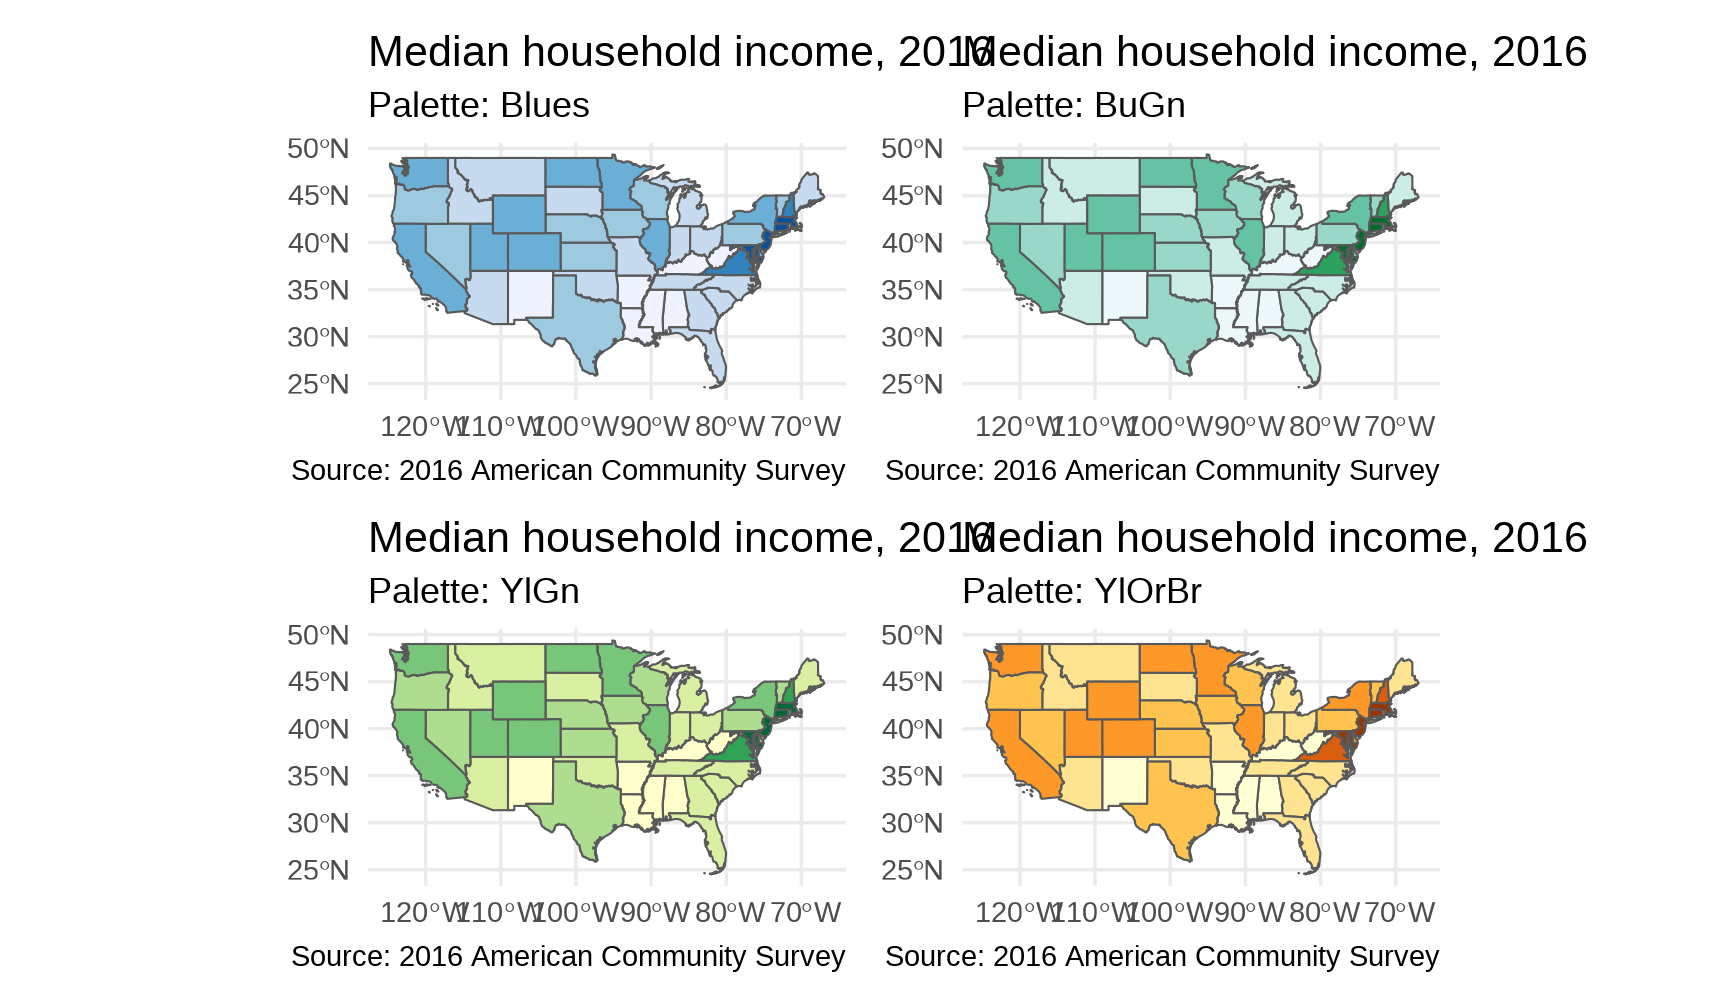 Median household income, 2016
Palette: Blues
50°N
45°N
40°N
35°N
30°N
25°N
120°W 110°W 100°W 90°W 80°W 70°W
Source: 2016 American Community Survey
Median household income, 2016
Palette: BuGn
50°N
45°N
40°N
35°N
30°N
25°N
120°W 110°W 100°W 90°W 80°W 70°W
Source: 2016 American Community Survey
Median household income, 2016
Palette: YlGn
50°N
45°N
40°N
35°N
30°N
25°N
120°W 110°W 100°W 90°W 80°W 70°W
Source: 2016 American Community Survey
Median household income, 2016
Palette: YlOrBr
50°N
45°N
40°N
35°N
30°N
25°N
120°W 110°W 100°W 90°W 80°W 70°W
Source: 2016 American Community Survey